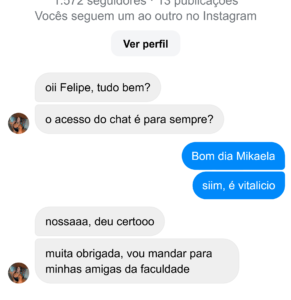 1.572 seguidores · 13 publicações
Vocês seguem um ao outro no Instagram
Ver perfil
oii Felipe, tudo bem?
o acesso do chat é para sempre?
Bom dia Mikaela
siim, é vitalicio
nossaaa, deu certooo
muita obrigada, vou mandar para
minhas amigas da faculdade